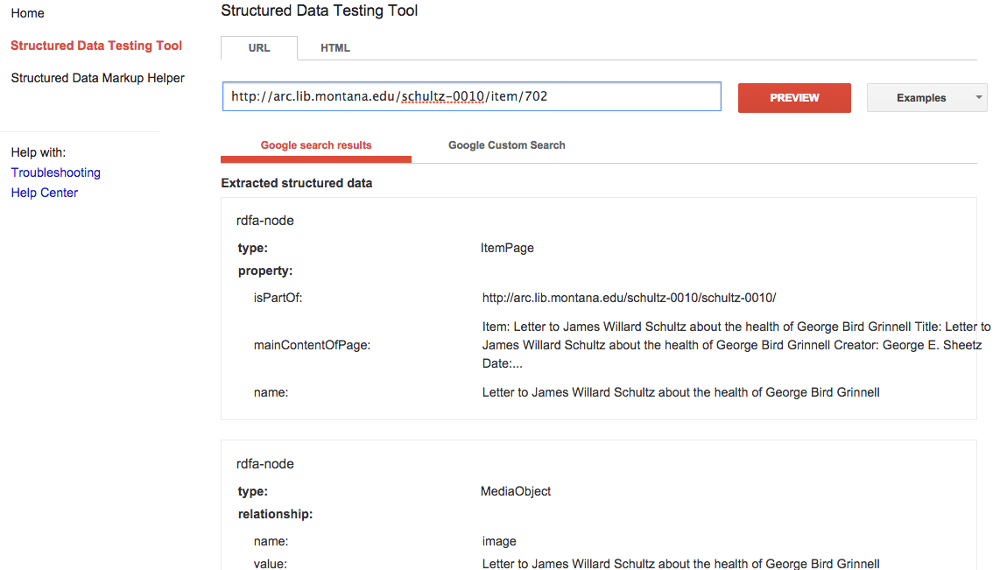 Home
Structured Data Testing Tool
Structured Data Markup Helper
Help with:
Troubleshooting
Help Center
Structured Data Testing Tool
URL HTML
http://arc.lib.montana.edu/schultz-0010/item/702 PREVIEW Examples
Google search results Google Custom Search
Extracted structured data
rdfa-node
type: ItemPage
property:
isPartOf: http://arc.lib.montana.edu/schultz-0010/schultz-0010/
mainContentOfPage: Item: Letter to James Willard Schultz about the health of George Bird Grinnell Title: Letter to
James Willard Schultz about the health of George Bird Grinnell Creator: George E. Sheetz
Date:...
name: Letter to James Willard Schultz about the health of George Bird Grinnell
rdfa-node
type: MediaObject
relationship:
name: image
value: Letter to James Willard Schultz about the health of George Bird Grinnell